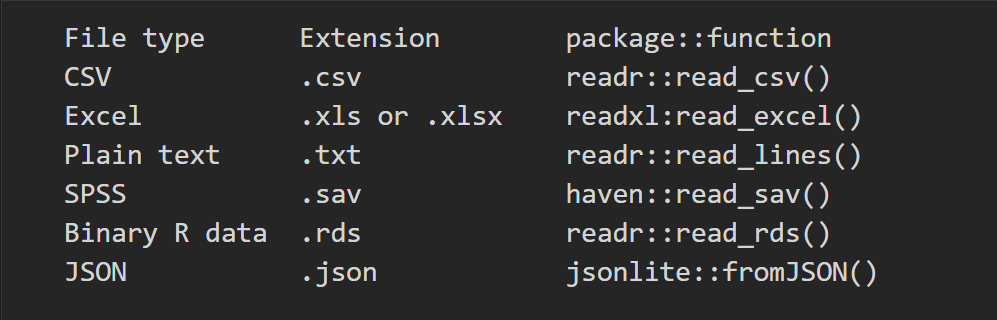 File type Extension package::function
CSV .csv readr::read_csv()
Excel .xls or .xlsx readxl:read_excel()
Plain text .txt readr::read_lines()
SPSS .sav haven::read_sav()
Binary R data .rds readr::read_rds()
JSON .json jsonlite::fromJSON()